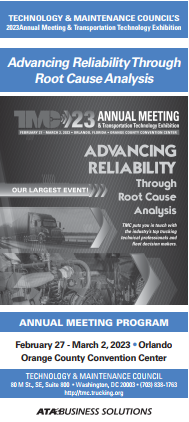 TECHNOLOGY & MAINTENANCE COUNCIL'S
2023Annual Meeting & Transportation Technology Exhibition
Advancing Reliability Through
Root Cause Analysis
TMC 23 ANNUAL MEETING
& Transportation Technology Exhibition
FEBRUARY 27 - MARCH 2, 2023 • ORLANDO, FLORIDA • ORANGE COUNTY CONVENTION CENTER
ADVANCING
RELIABILITY
OUR LARGEST EVENT!
Through
Root Cause
Analysis
TMC puts you in touch with
the industry's top trucking
technical professionals and
fleet decision makers.
ANNUAL MEETING PROGRAM
February 27 - March 2, 2023 • Orlando
Orange County Convention Center
TECHNOLOGY & MAINTENANCE COUNCIL
80 M St., SE, Suite 800 • Washington, DC 20003 • (703) 838-1763
http://tmc.trucking.org
ATA BUSINESS SOLUTIONS